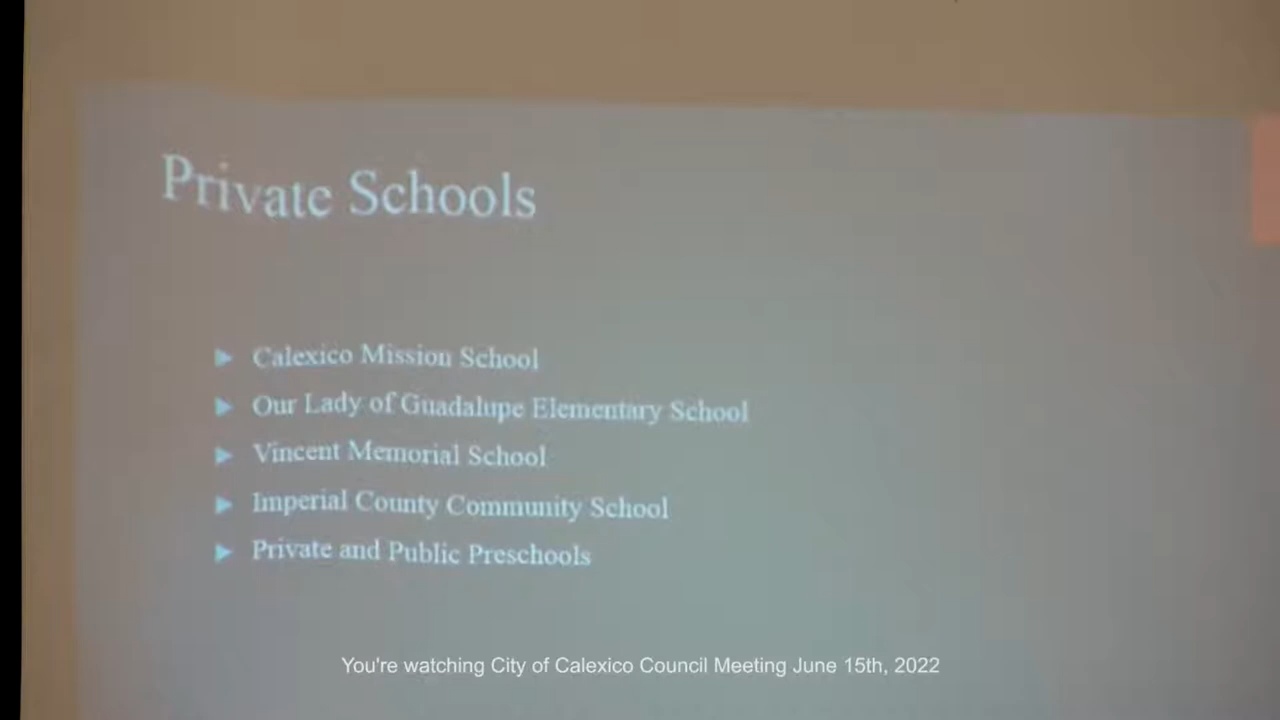 Private Schools
Calexico Mission School
Our Lady of Guadalupe Elementary School
Vincent Memorial School
Imperial County Community School
Private and Public Preschools
You're watching City of Calexico Council Meeting June 15th, 2022